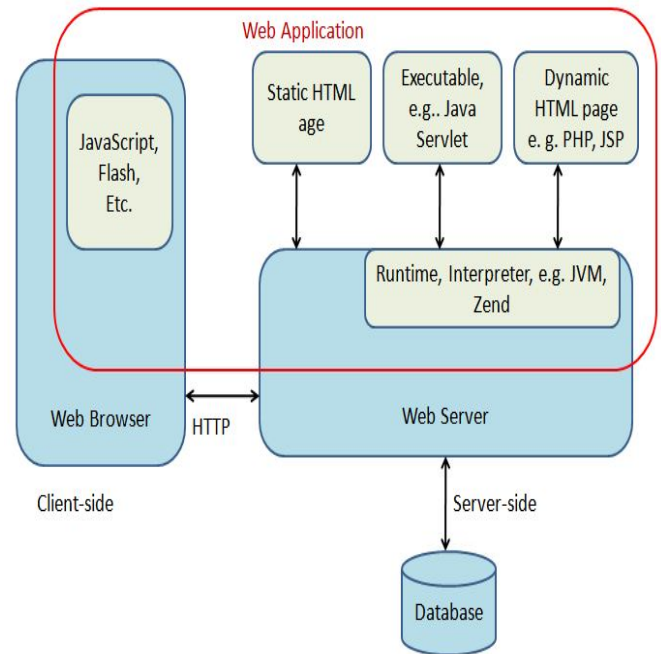 Web Application
JavaScript,
Flash,
Etc.
Static HTML
age
Executable,
e.g.. Java
Servlet
Dynamic
HTML page
e. g. PHP, JSP
Runtime, Interpreter, e.g. JVM,
Zend
Web Browser
HTTP
Web Server
Client-side
Server-side
Database